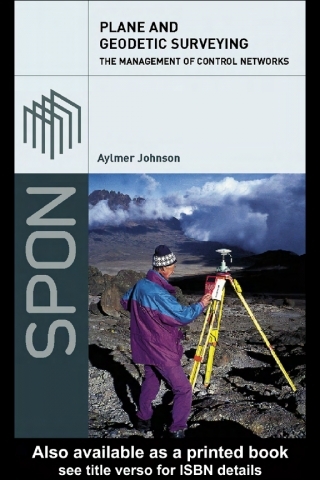 PLANE AND
GEODETIC SURVEYING
THE MANAGEMENT OF CONTROL NETWORKS
Aylmer Johnson
SPON
Also available as a printed book
see title verso for ISBN details